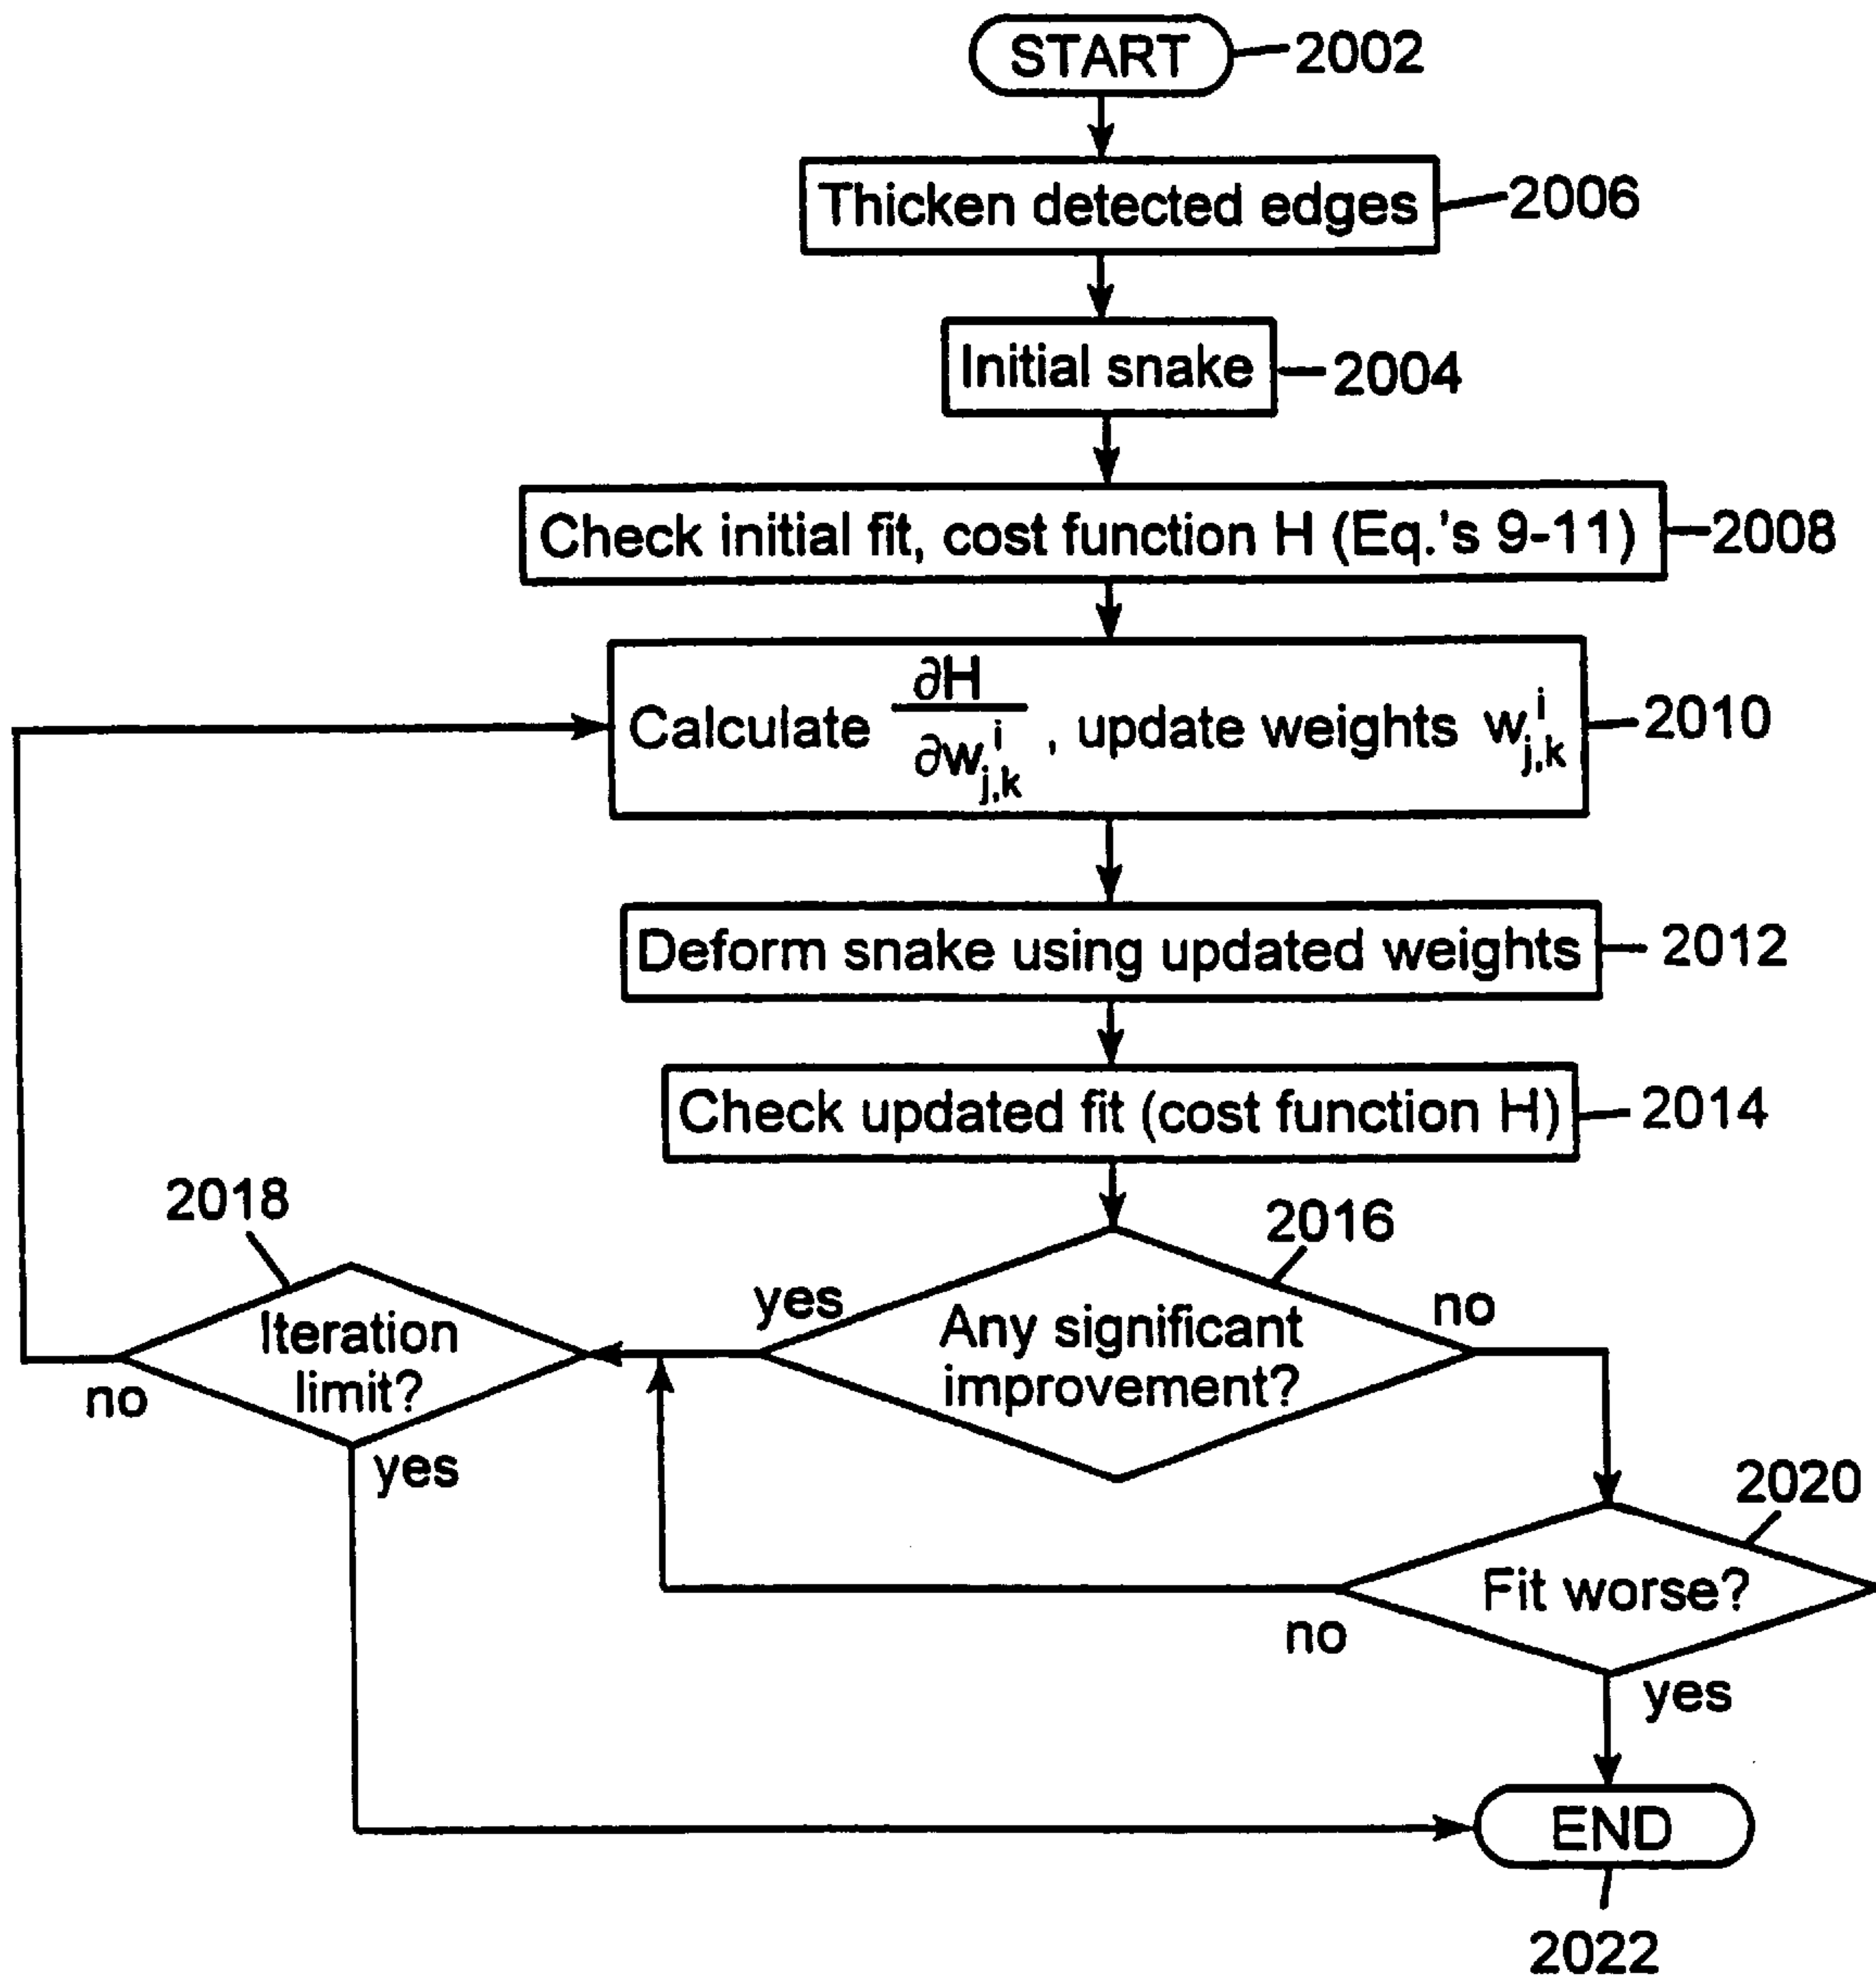 START
2002
Thicken detected edges
2006
Initial snake
2004
Check initial fit, cost function H (Eq.'s 9-11)
2008
Calculate ∂H/∂w^i_{j,k} , update weights w^i_{j,k}
2010
Deform snake using updated weights
2012
Check updated fit (cost function H)
2014
2018
2016
yes
no
Iteration
limit?
Any significant
improvement?
no
yes
2020
Fit worse?
no
yes
END
2022